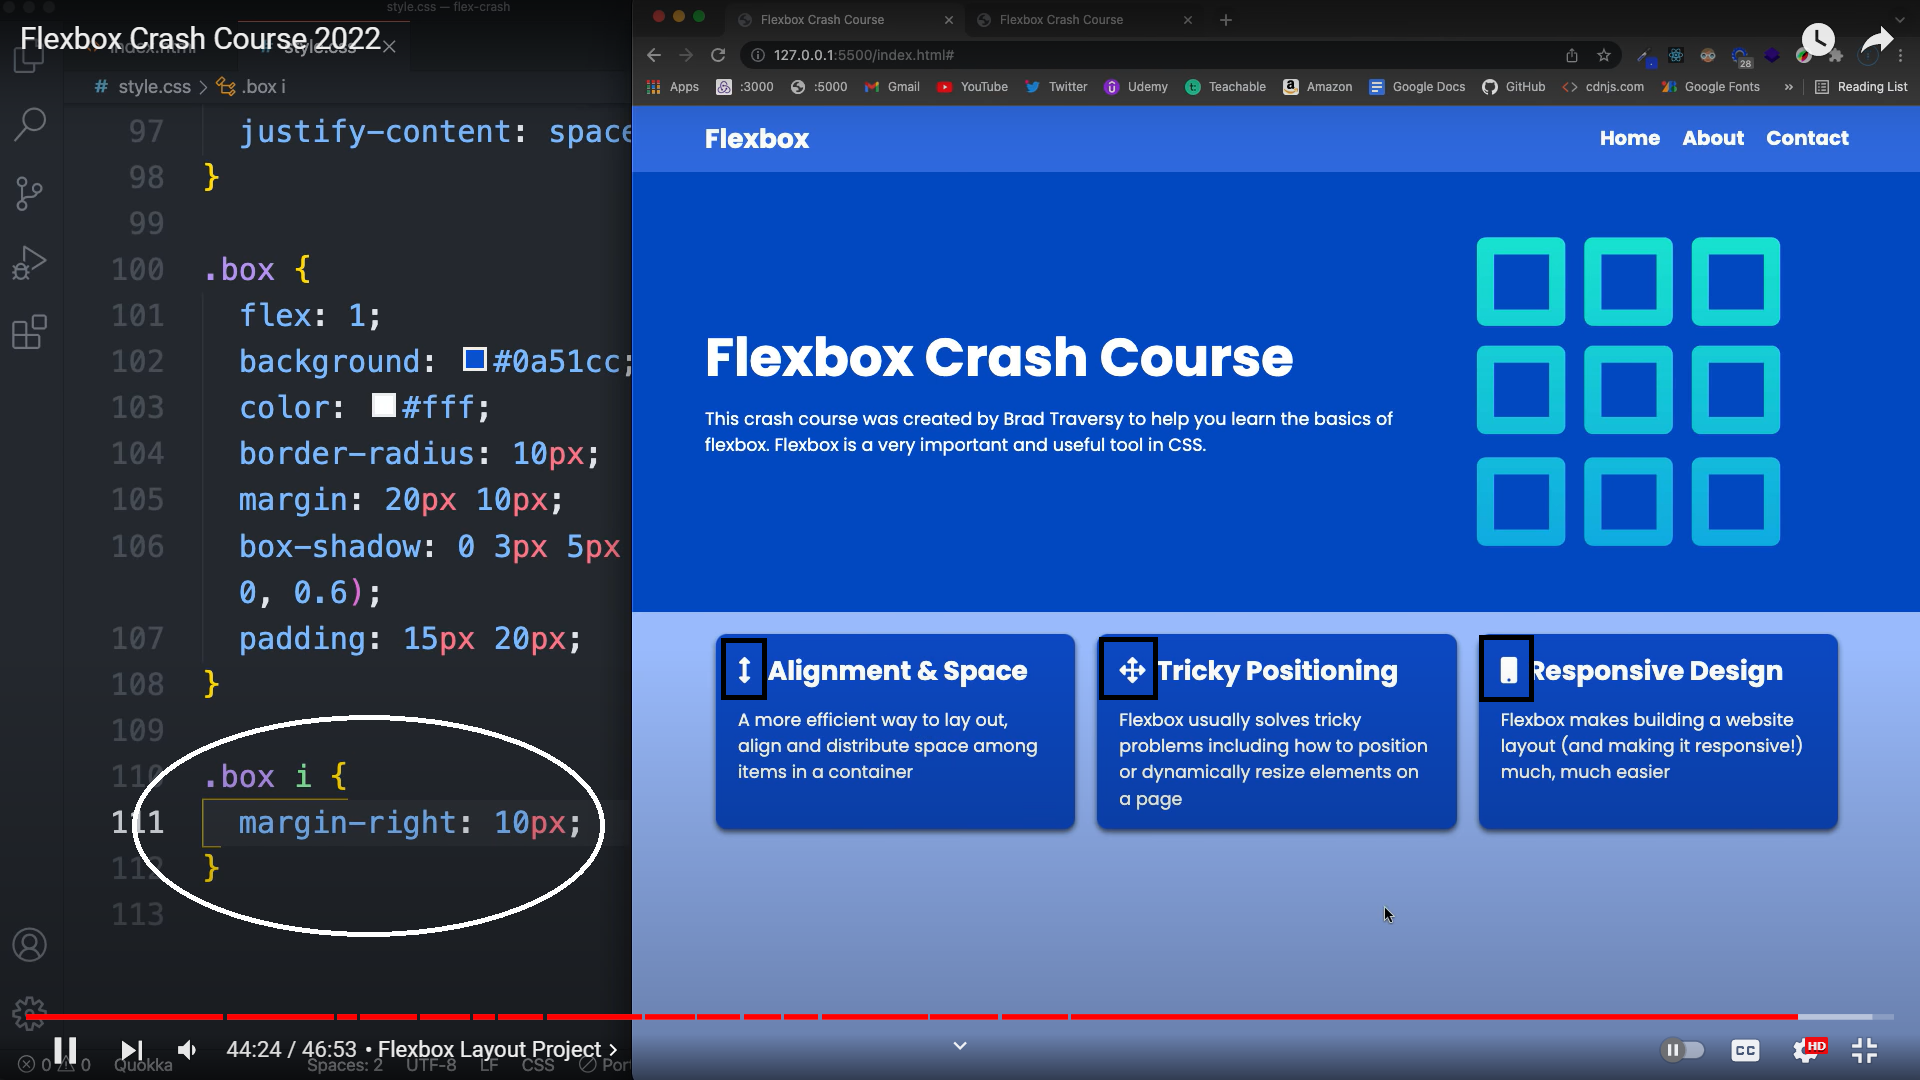 style.css — flex-crash
Flexbox Crash Course 2022
index.html
style.css
# style.css > .box i
97 justify-content: space
98 }
99
100 .box {
101 flex: 1;
102 background: #0a51cc;
103 color: #fff;
104 border-radius: 10px;
105 margin: 20px 10px;
106 box-shadow: 0 3px 5px
0, 0.6);
107 padding: 15px 20px;
108 }
109
110 .box i {
111 margin-right: 10px;
112 }
113
44:24 / 46:53 • Flexbox Layout Project >
0 0 Quokka Spaces: 2 UTF-8 LF CSS Por
Flexbox Crash Course
Flexbox Crash Course
127.0.0.1:5500/index.html#
28
Apps :3000 :5000 Gmail YouTube Twitter Udemy Teachable Amazon Google Docs GitHub cdnjs.com Google Fonts » Reading List
Flexbox
Home About Contact
Flexbox Crash Course
This crash course was created by Brad Traversy to help you learn the basics of
flexbox. Flexbox is a very important and useful tool in CSS.
Alignment & Space
A more efficient way to lay out,
align and distribute space among
items in a container
Tricky Positioning
Flexbox usually solves tricky
problems including how to position
or dynamically resize elements on
a page
Responsive Design
Flexbox makes building a website
layout (and making it responsive!)
much, much easier
CC
HD